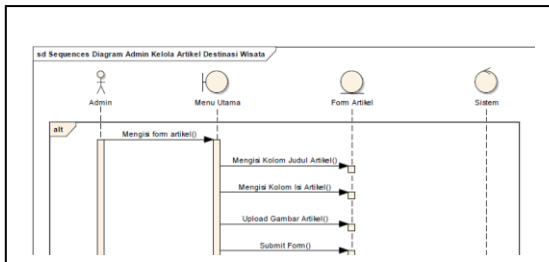 sd Sequences Diagram Admin Kelola Artikel Destinasi Wisata
Admin
Menu Utama
Form Artikel
Sistem
alt
Mengisi form artikel()
Mengisi Kolom Judul Artikel()
Mengisi Kolom Isi Artikel()
Upload Gambar Artikel()
Submit Form()